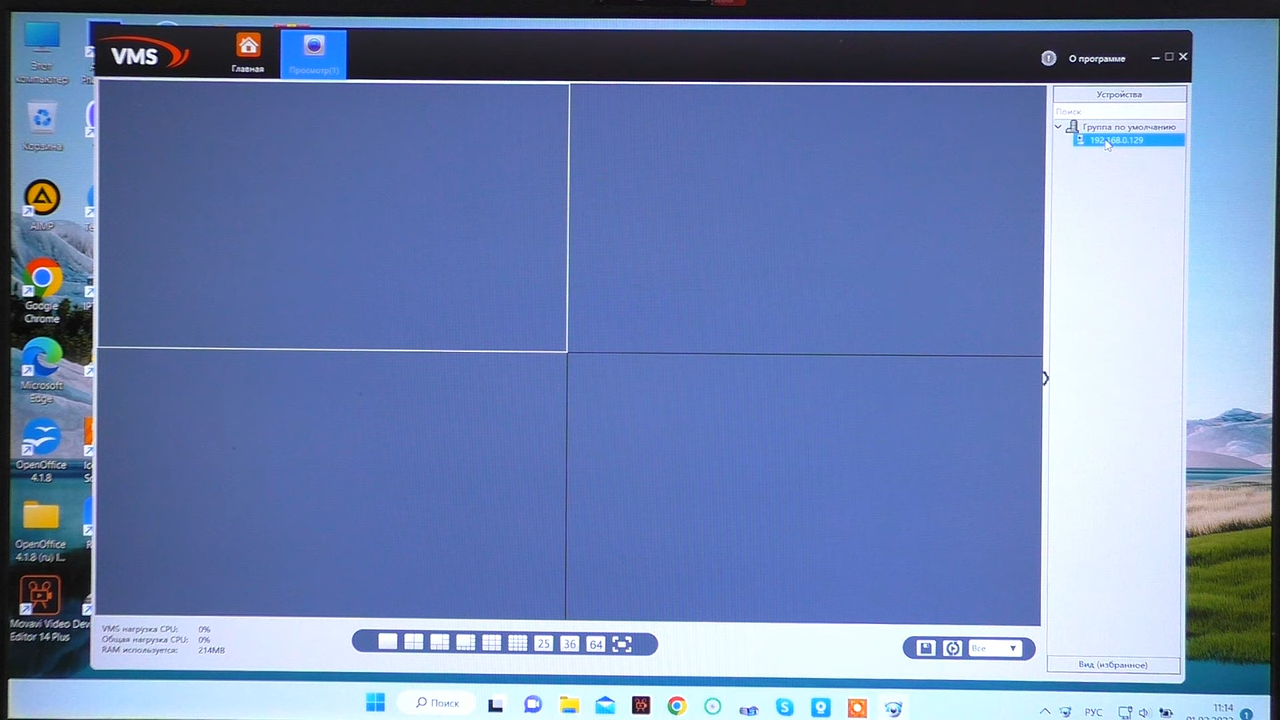 VMS
Главная
Просмотр(1)
О программе
Устройства
Поиск
Группа по умолчанию
192.168.0.129
Этот
компьютер
Корзина
AIMP
Google
Chrome
Microsoft
Edge
OpenOffice
4.1.8
OpenOffice
4.1.8 (ru) I...
Movavi Video
Editor 14 Plus
Dev
VMS нагрузка CPU: 0%
Общая нагрузка CPU: 0%
RAM используется: 214MB
25 36 64
Все
Вид (избранное)
Поиск
РУС
11:14